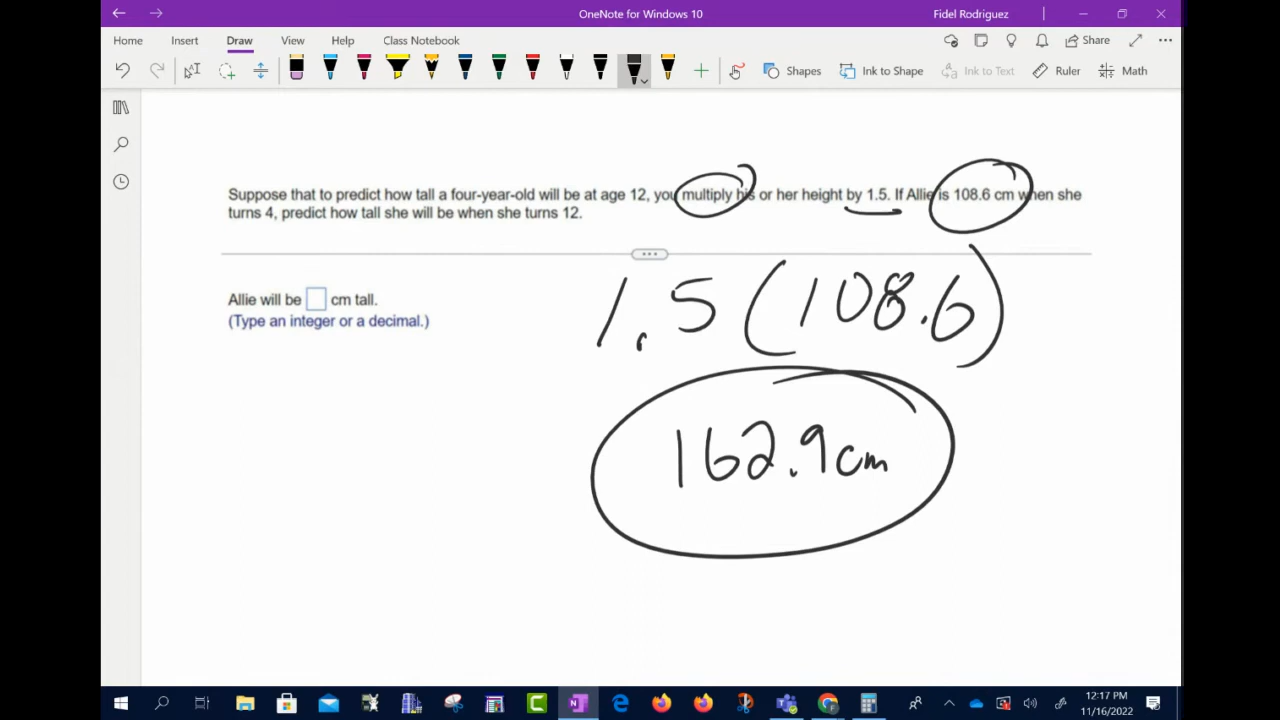 OneNote for Windows 10
Fidel Rodriguez
Home Insert Draw View Help Class Notebook
Share
Shapes
Ink to Shape
Ink to Text
Ruler
Math
Suppose that to predict how tall a four-year-old will be at age 12, you multiply his or her height by 1.5. If Allie is 108.6 cm when she
turns 4, predict how tall she will be when she turns 12.
1.5 (108.6)
Allie will be cm tall.
(Type an integer or a decimal.)
162.9cm
12:17 PM
11/16/2022